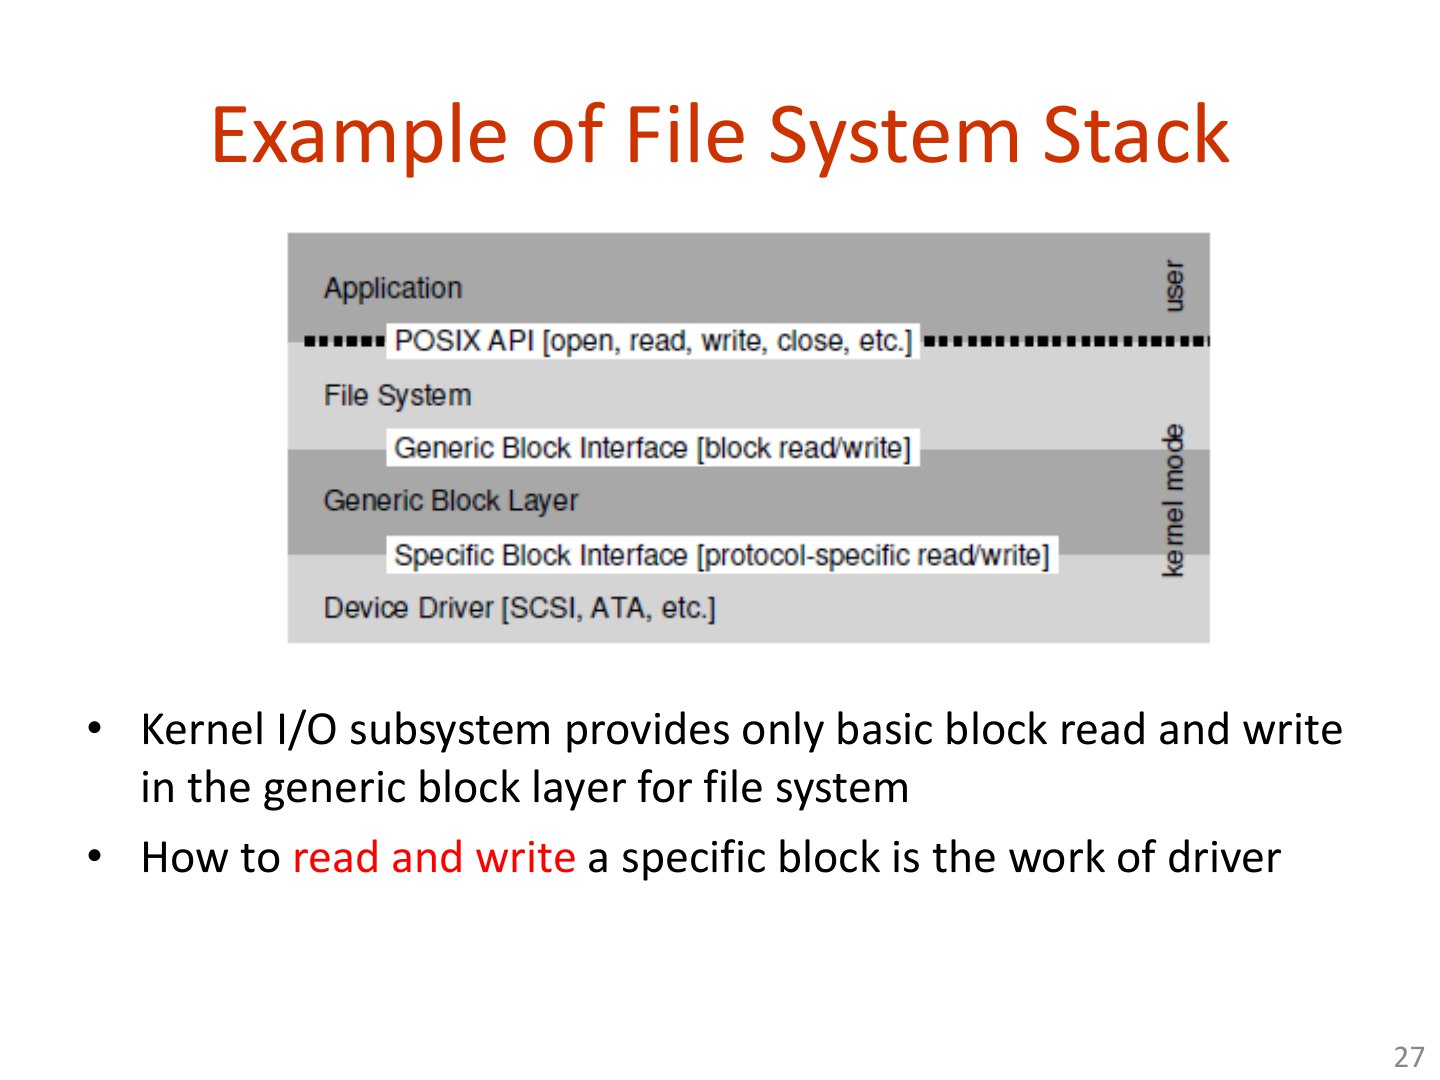 Example of File System Stack
Application
user
POSIX API [open, read, write, close, etc.]
File System
Generic Block Interface [block read/write]
kernel mode
Generic Block Layer
Specific Block Interface [protocol-specific read/write]
Device Driver [SCSI, ATA, etc.]
• Kernel I/O subsystem provides only basic block read and write
in the generic block layer for file system
• How to read and write a specific block is the work of driver
27